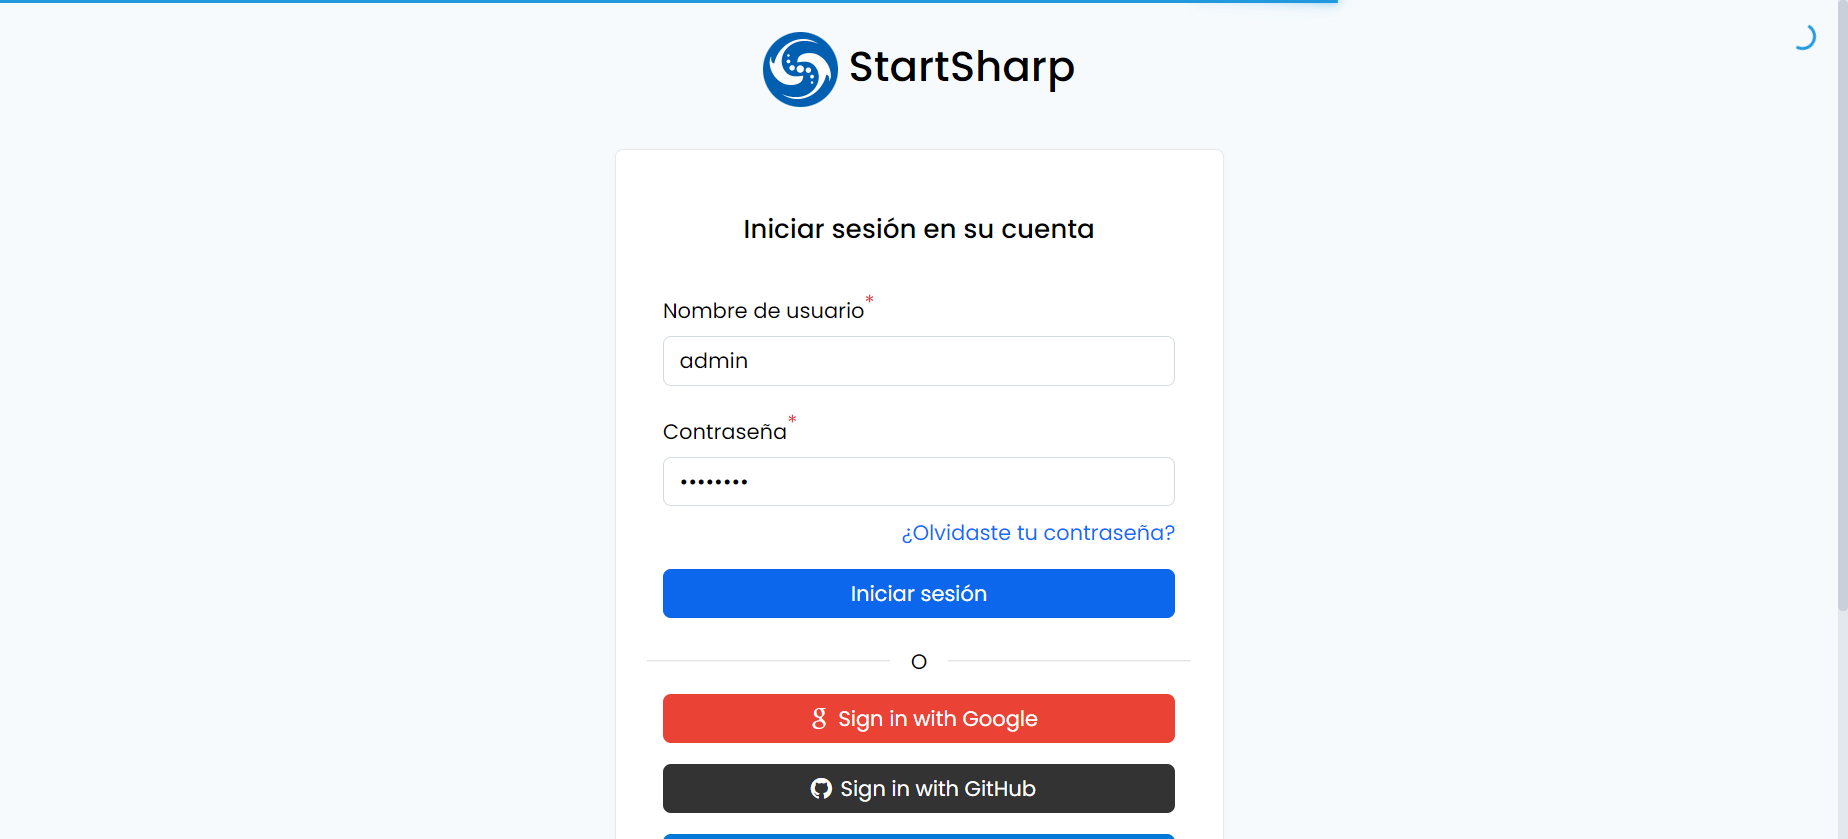 StartSharp
Iniciar sesión en su cuenta
Nombre de usuario*
admin
Contraseña*
••••••••
¿Olvidaste tu contraseña?
Iniciar sesión
O
Sign in with Google
Sign in with GitHub